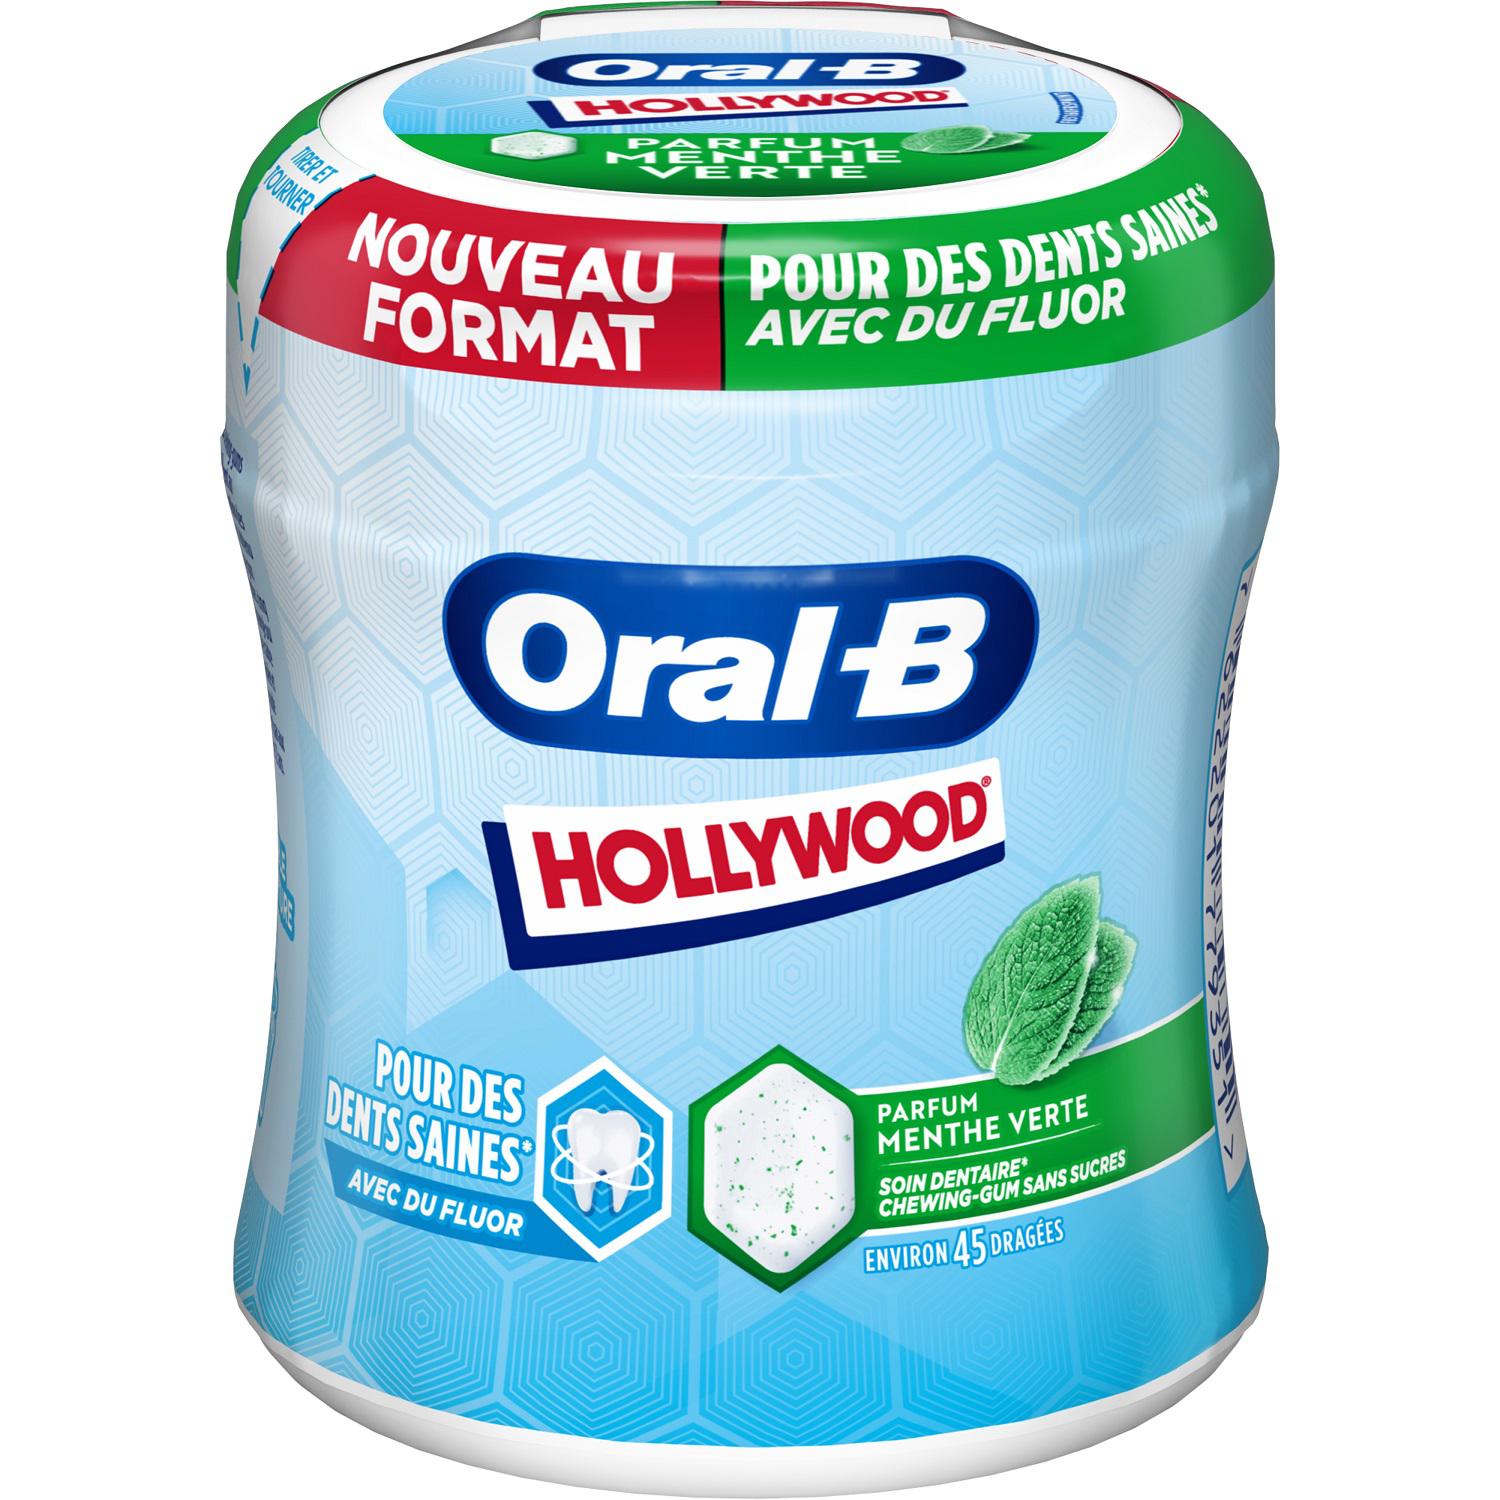 Oral-B
HOLLYWOOD
PARFUM
MENTHE
VERTE
TIRER ET
TOURNER
NOUVEAU
FORMAT
POUR DES DENTS SAINES*
AVEC DU FLUOR
Oral-B
HOLLYWOOD®
POUR DES
DENTS SAINES*
AVEC DU FLUOR
PARFUM
MENTHE VERTE
SOIN DENTAIRE*
CHEWING-GUM SANS SUCRES
ENVIRON 45 DRAGÉES